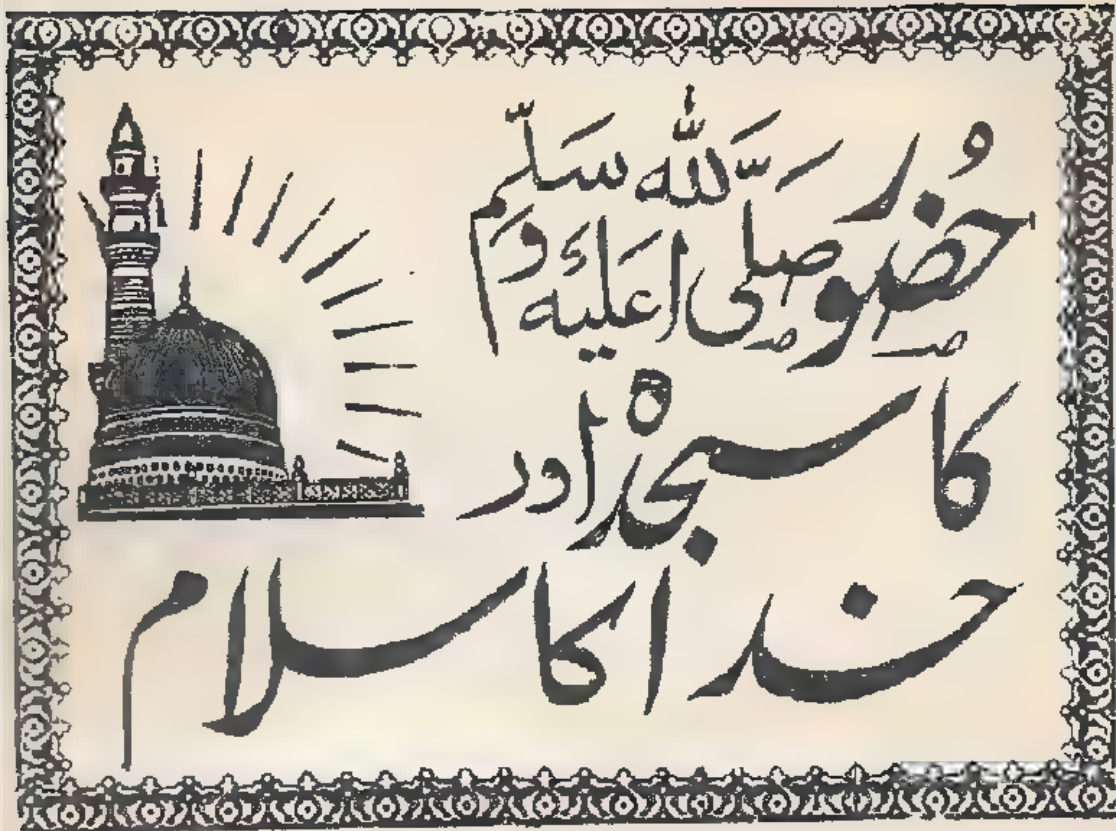 حضور صلی اللہ علیہ وسلم
کا سجدہ اور
خدا کا سلام